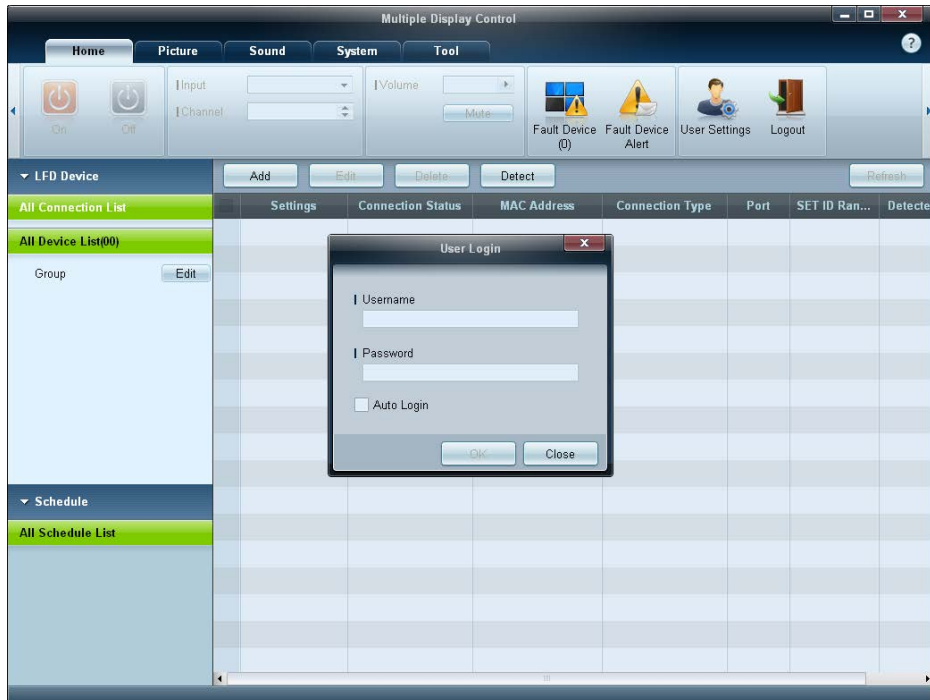 Multiple Display Control
Home Picture Sound System Tool
Input
Channel
Volume
Mute
On Off
Fault Device (0)
Fault Device Alert
User Settings
Logout
LFD Device
Add Edit Delete Detect Refresh
All Connection List
Settings Connection Status MAC Address Connection Type Port SET ID Ran... Detecte
All Device List(00)
Group Edit
User Login
Username
Password
Auto Login
OK Close
Schedule
All Schedule List